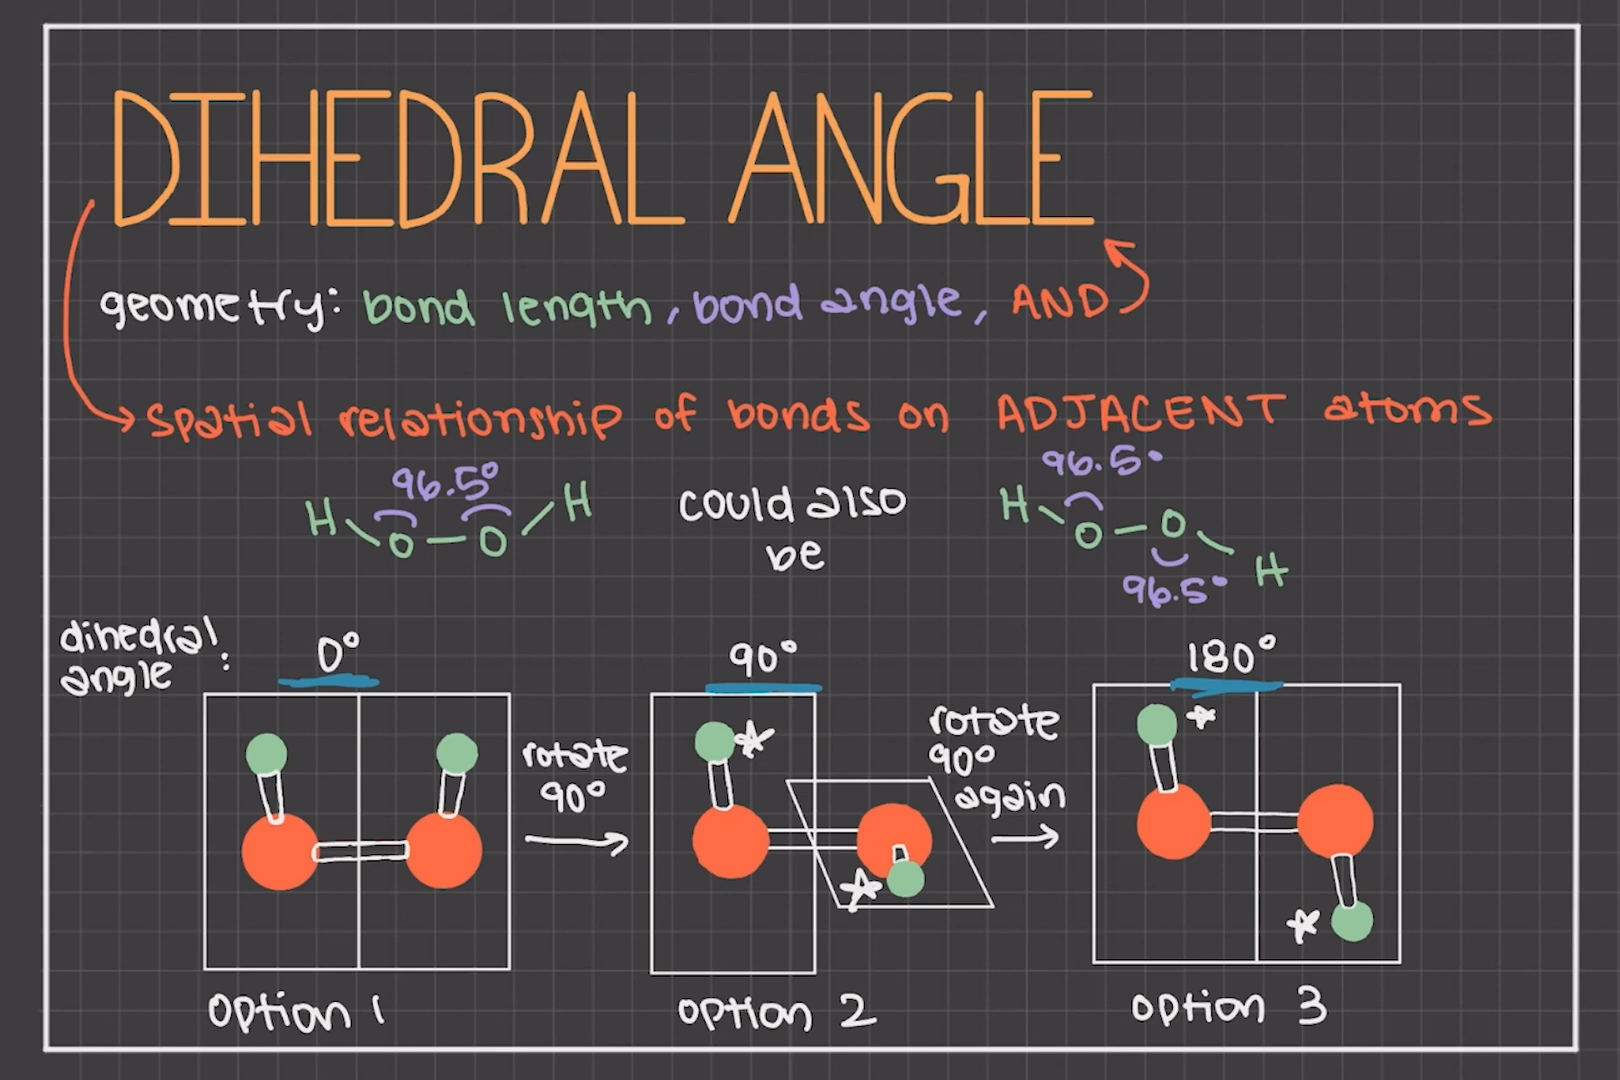 DIHEDRAL ANGLE
geometry: bond length, bond angle, AND
spatial relationship of bonds on ADJACENT atoms
96.5°
H O O H
could also
be
96.5°
H O O H
96.5°
dihedral
angle :
0°
90°
180°
rotate
90°
rotate
90°
again
option 1
option 2
option 3